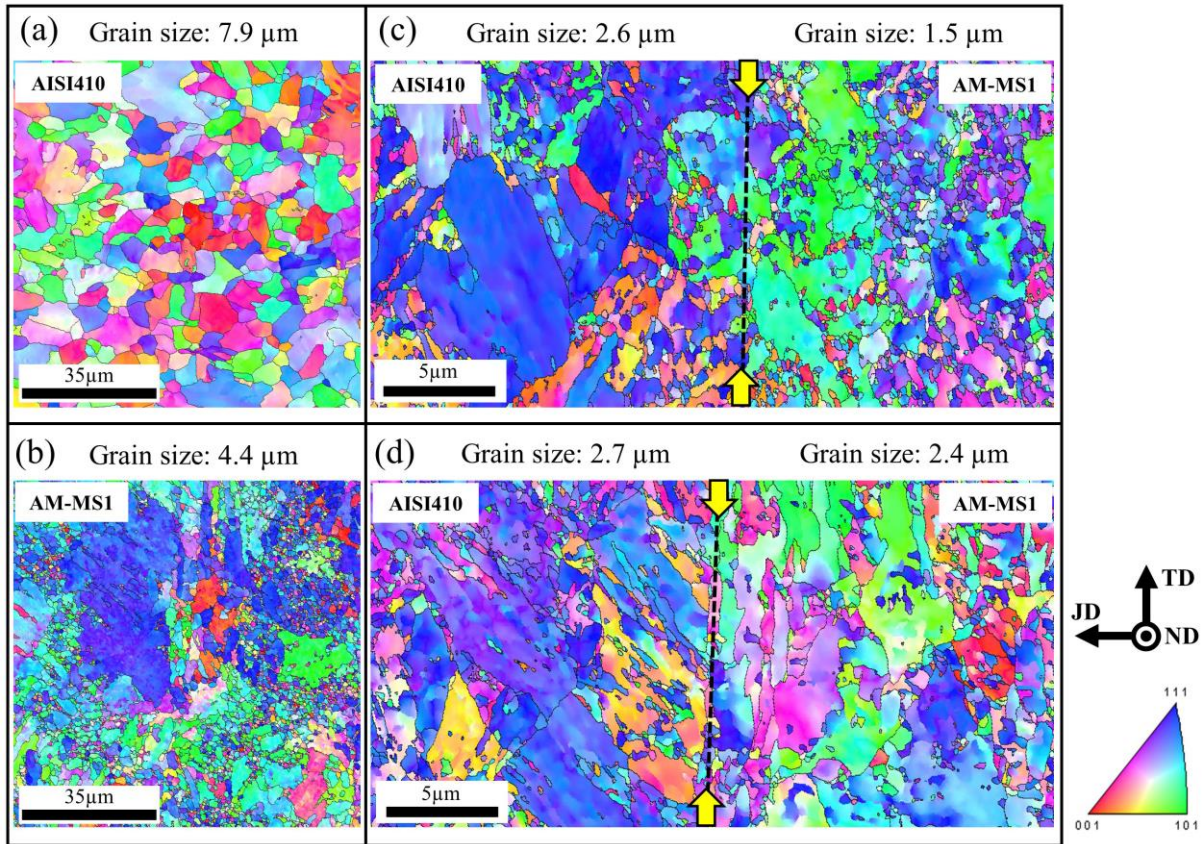 (a) Grain size: 7.9 µm
AISI410
35µm
(b) Grain size: 4.4 µm
AM-MS1
35µm
(c) Grain size: 2.6 µm Grain size: 1.5 µm
AISI410 AM-MS1
5µm
(d) Grain size: 2.7 µm Grain size: 2.4 µm
AISI410 AM-MS1
5µm
TD
JD
ND
111
001 101